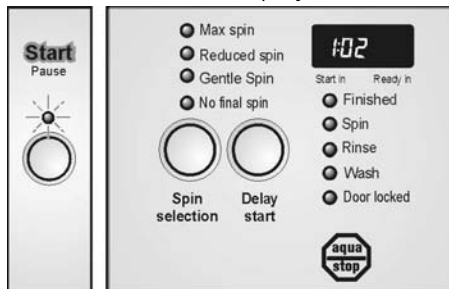 Start
Pause
Max spin
Reduced spin
Gentle Spin
No final spin
Spin
selection
Delay
start
1:02
Start in Ready in
Finished
Spin
Rinse
Wash
Door locked
aqua
stop